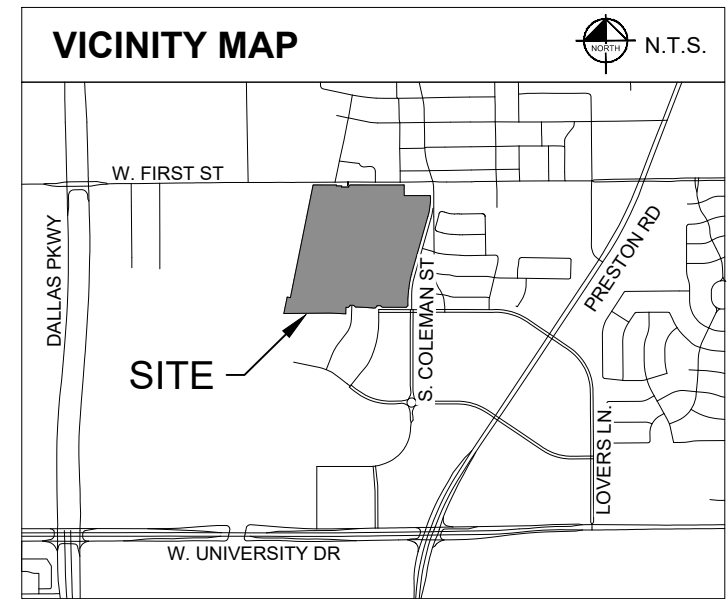 VICINITY MAP
NORTH
N.T.S.
W. FIRST ST
DALLAS PKWY
PRESTON RD
S. COLEMAN ST
SITE
LOVERS LN.
W. UNIVERSITY DR